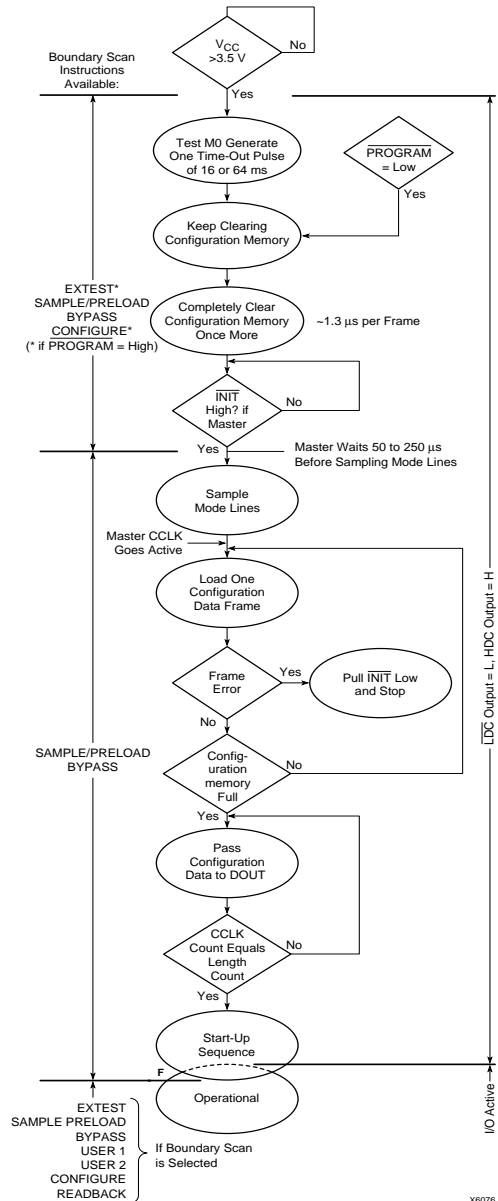 V CC
>3.5 V
No
Boundary Scan
Instructions
Available:
Yes
Test M0 Generate
One Time-Out Pulse
of 16 or 64 ms
PROGRAM
= Low
Yes
Keep Clearing
Configuration Memory
EXTEST*
SAMPLE/PRELOAD
BYPASS
CONFIGURE*
(* if PROGRAM = High)
Completely Clear
Configuration Memory
Once More
~1.3 µs per Frame
INIT
High? if
Master
No
Yes
Master Waits 50 to 250 µs
Before Sampling Mode Lines
Sample
Mode Lines
Master CCLK
Goes Active
Load One
Configuration
Data Frame
LDC Output = L, HDC Output = H
Frame
Error
Yes
Pull INIT Low
and Stop
No
SAMPLE/PRELOAD
BYPASS
Config-
uration
memory
Full
No
Yes
Pass
Configuration
Data to DOUT
CCLK
Count Equals
Length
Count
No
Yes
Start-Up
Sequence
F
Operational
I/O Active
EXTEST
SAMPLE PRELOAD
BYPASS
USER 1
USER 2
CONFIGURE
READBACK
If Boundary Scan
is Selected
X6076